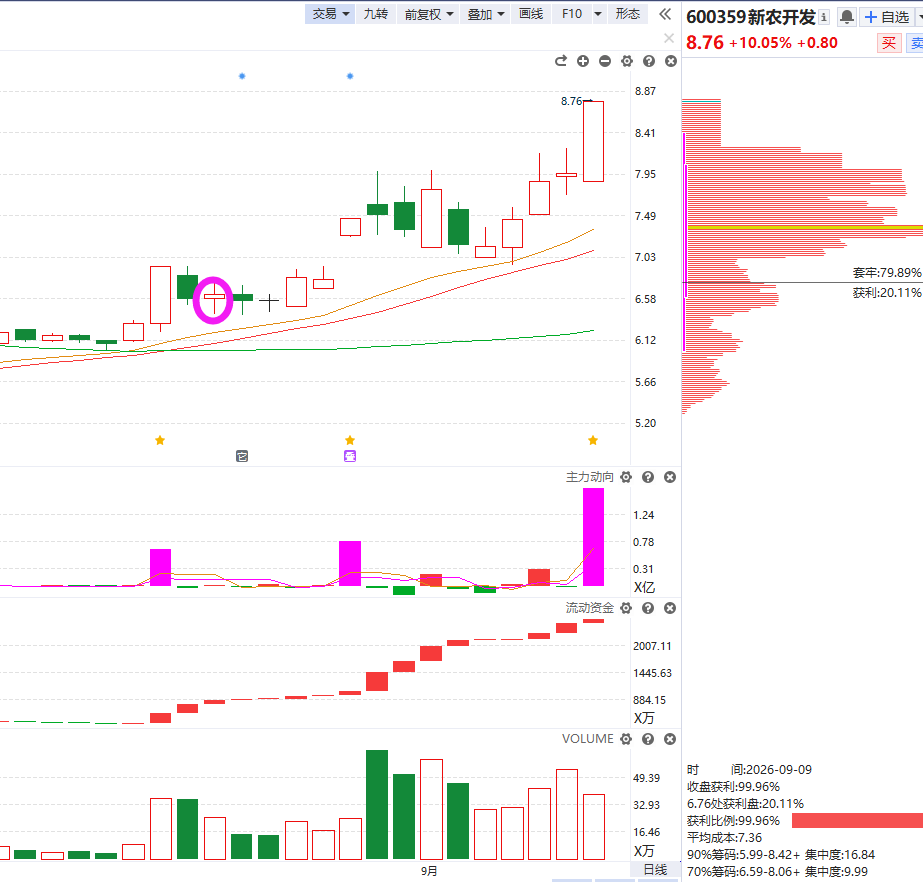 交易 九转 前复权 叠加 画线 F10 形态
600359新农开发 自选
8.76 +10.05% +0.80 买 卖
8.76
8.87
8.41
7.95
7.49
7.03
6.58
6.12
5.66
5.20
套牢:79.89%
获利:20.11%
主力动向
1.24
0.78
0.31
X亿
流动资金
2007.11
1445.63
884.15
X万
VOLUME
49.39
32.93
16.46
X万
9月
日线
时 间:2026-09-09
收盘获利:99.96%
6.76处获利盘:20.11%
获利比例:99.96%
平均成本:7.36
90%筹码:5.99-8.42+ 集中度:16.84
70%筹码:6.59-8.06+ 集中度:9.99